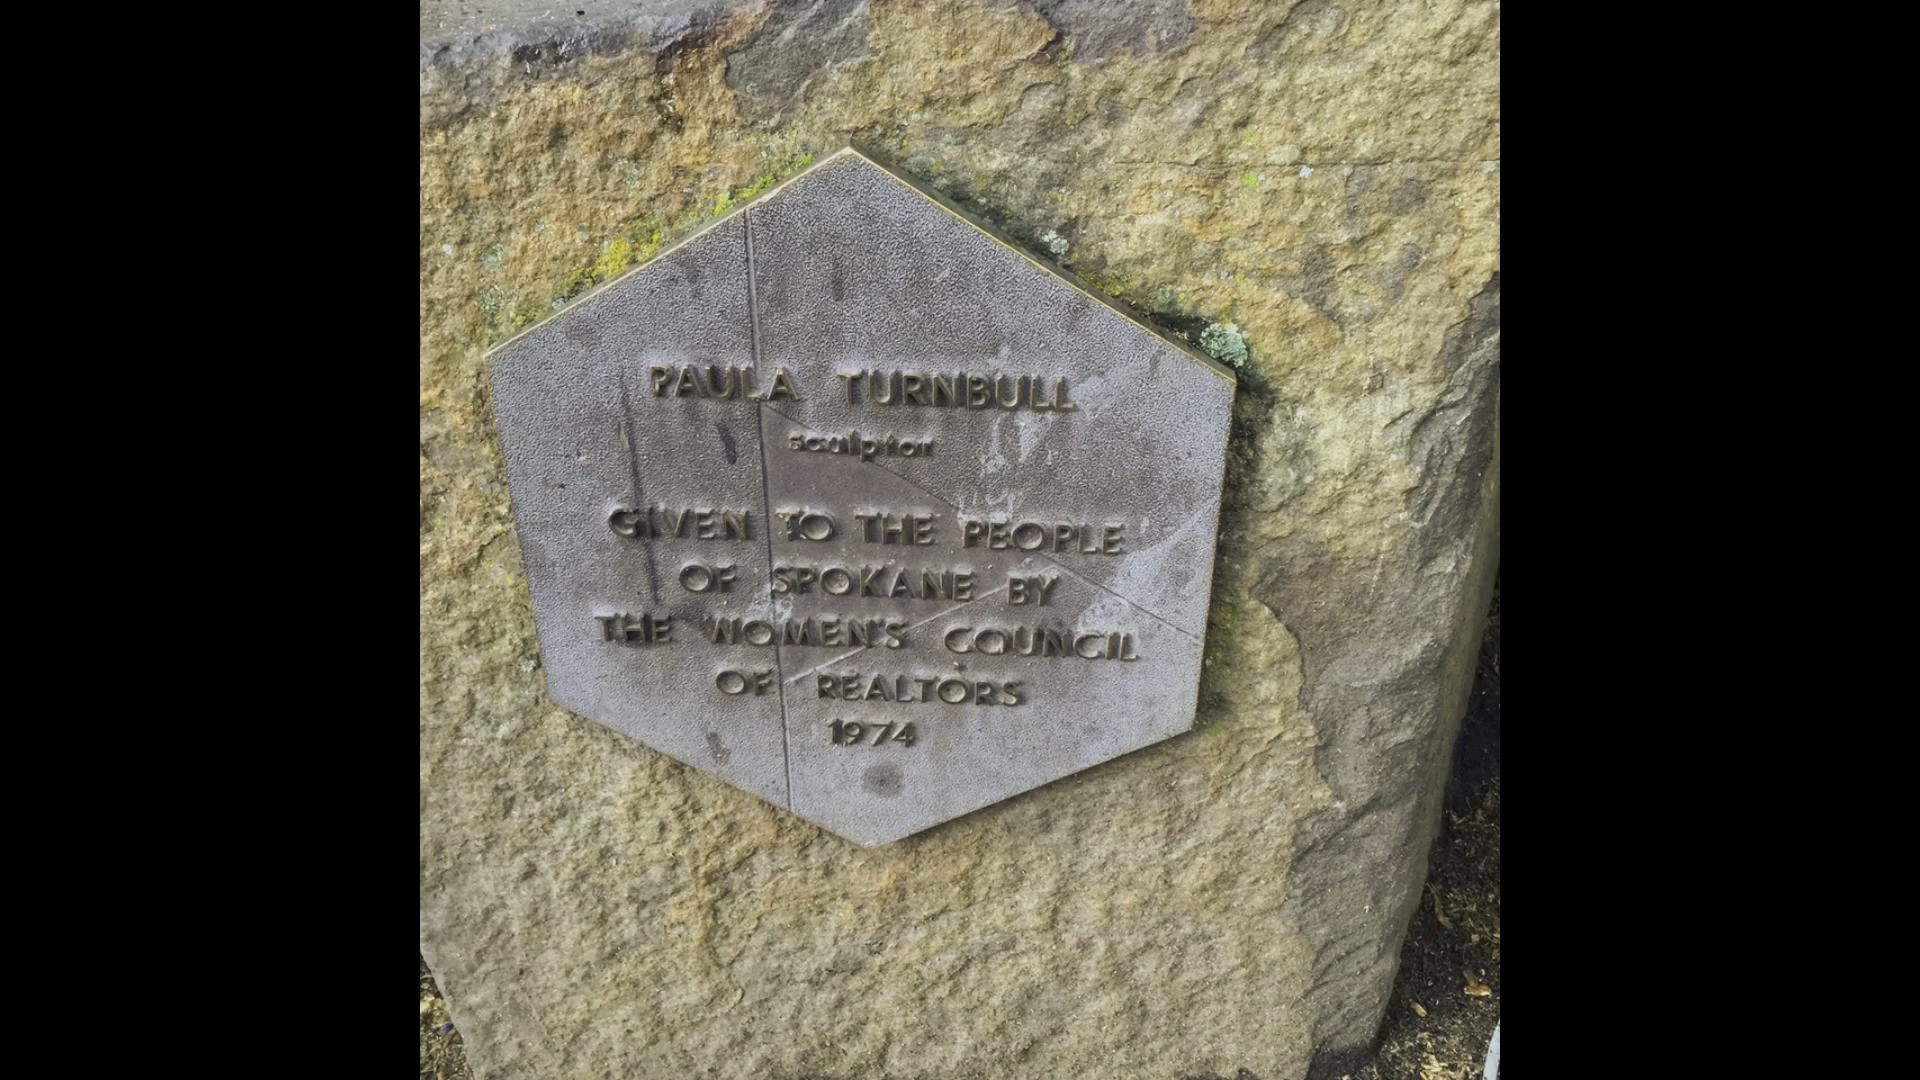 PAULA TURNBULL
sculptor
GIVEN TO THE PEOPLE
OF SPOKANE BY
THE WOMEN'S COUNCIL
OF REALTORS
1974